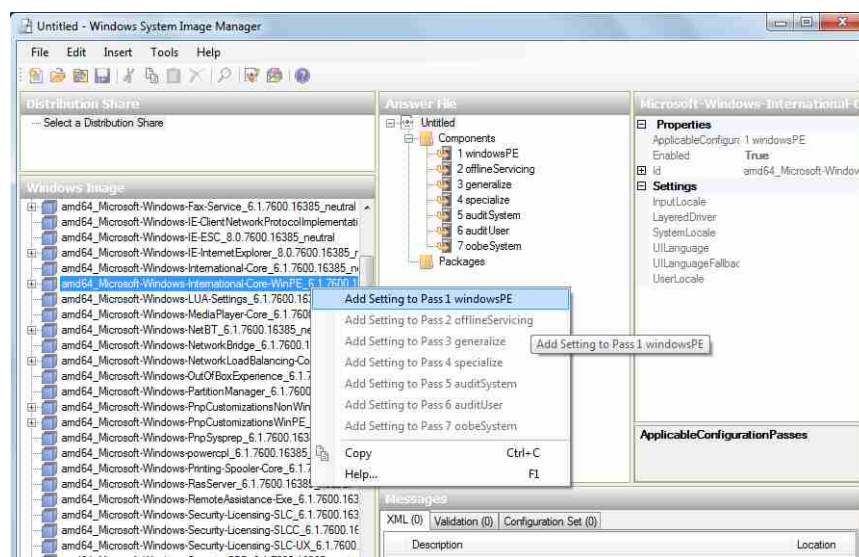 Untitled - Windows System Image Manager
File Edit Insert Tools Help
Distribution Share
Select a Distribution Share
Windows Image
amd64_Microsoft-Windows-Fax-Service_6.1.7600.16385_neutral
amd64_Microsoft-Windows-IE-ClientNetworkProtocolImplementati
amd64_Microsoft-Windows-IE-ESC_8.0.7600.16385_neutral
amd64_Microsoft-Windows-IE-InternetExplorer_8.0.7600.16385_r
amd64_Microsoft-Windows-International-Core_6.1.7600.16385_n
amd64_Microsoft-Windows-International-Core-WinPE_6.1.7600.1
amd64_Microsoft-Windows-LUA-Settings_6.1.7600.16
amd64_Microsoft-Windows-MediaPlayer-Core_6.1.760
amd64_Microsoft-Windows-NetBT_6.1.7600.16385_ne
amd64_Microsoft-Windows-NetworkBridge_6.1.7600.1
amd64_Microsoft-Windows-NetworkLoadBalancing-Co
amd64_Microsoft-Windows-OutOfBoxExperience_6.1.7
amd64_Microsoft-Windows-PartitionManager_6.1.7600
amd64_Microsoft-Windows-PnpCustomizationsNonWin
amd64_Microsoft-Windows-PnpCustomizationsWinPE_
amd64_Microsoft-Windows-PnpSysprep_6.1.7600.163
amd64_Microsoft-Windows-powercpl_6.1.7600.16385_
amd64_Microsoft-Windows-Printing-Spooler-Core_6.1.7
amd64_Microsoft-Windows-RasServer_6.1.7600.16385_neutral
amd64_Microsoft-Windows-RemoteAssistance-Exe_6.1.7600.163
amd64_Microsoft-Windows-Security-Licensing-SLC_6.1.7600.163
amd64_Microsoft-Windows-Security-Licensing-SLCC_6.1.7600.16
amd64_Microsoft-Windows-Security-Licensing-SLC-UX_6.1.7600.
Answer File
Untitled
Components
1 windowsPE
2 offlineServicing
3 generalize
4 specialize
5 auditSystem
6 auditUser
7 oobeSystem
Packages
Add Setting to Pass 1 windowsPE
Add Setting to Pass 2 offlineServicing
Add Setting to Pass 3 generalize
Add Setting to Pass 4 specialize
Add Setting to Pass 5 auditSystem
Add Setting to Pass 6 auditUser
Add Setting to Pass 7 oobeSystem
Copy Ctrl+C
Help... F1
Add Setting to Pass 1 windowsPE
Microsoft-Windows-International-C
Properties
ApplicableConfigur 1 windowsPE
Enabled True
Id amd64_Microsoft-Window
Settings
InputLocale
LayeredDriver
SystemLocale
UILanguage
UILanguageFallbac
UserLocale
ApplicableConfigurationPasses
Messages
XML (0) Validation (0) Configuration Set (0)
Description Location